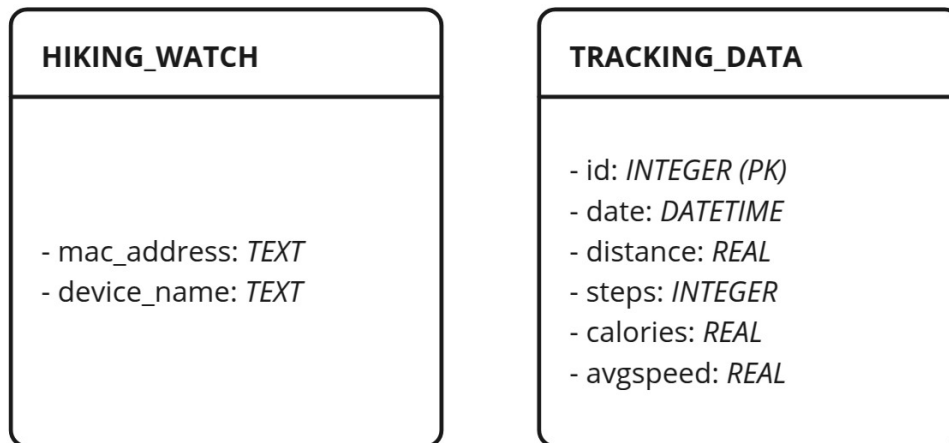 HIKING_WATCH
- mac_address: TEXT
- device_name: TEXT
TRACKING_DATA
- id: INTEGER (PK)
- date: DATETIME
- distance: REAL
- steps: INTEGER
- calories: REAL
- avgspeed: REAL